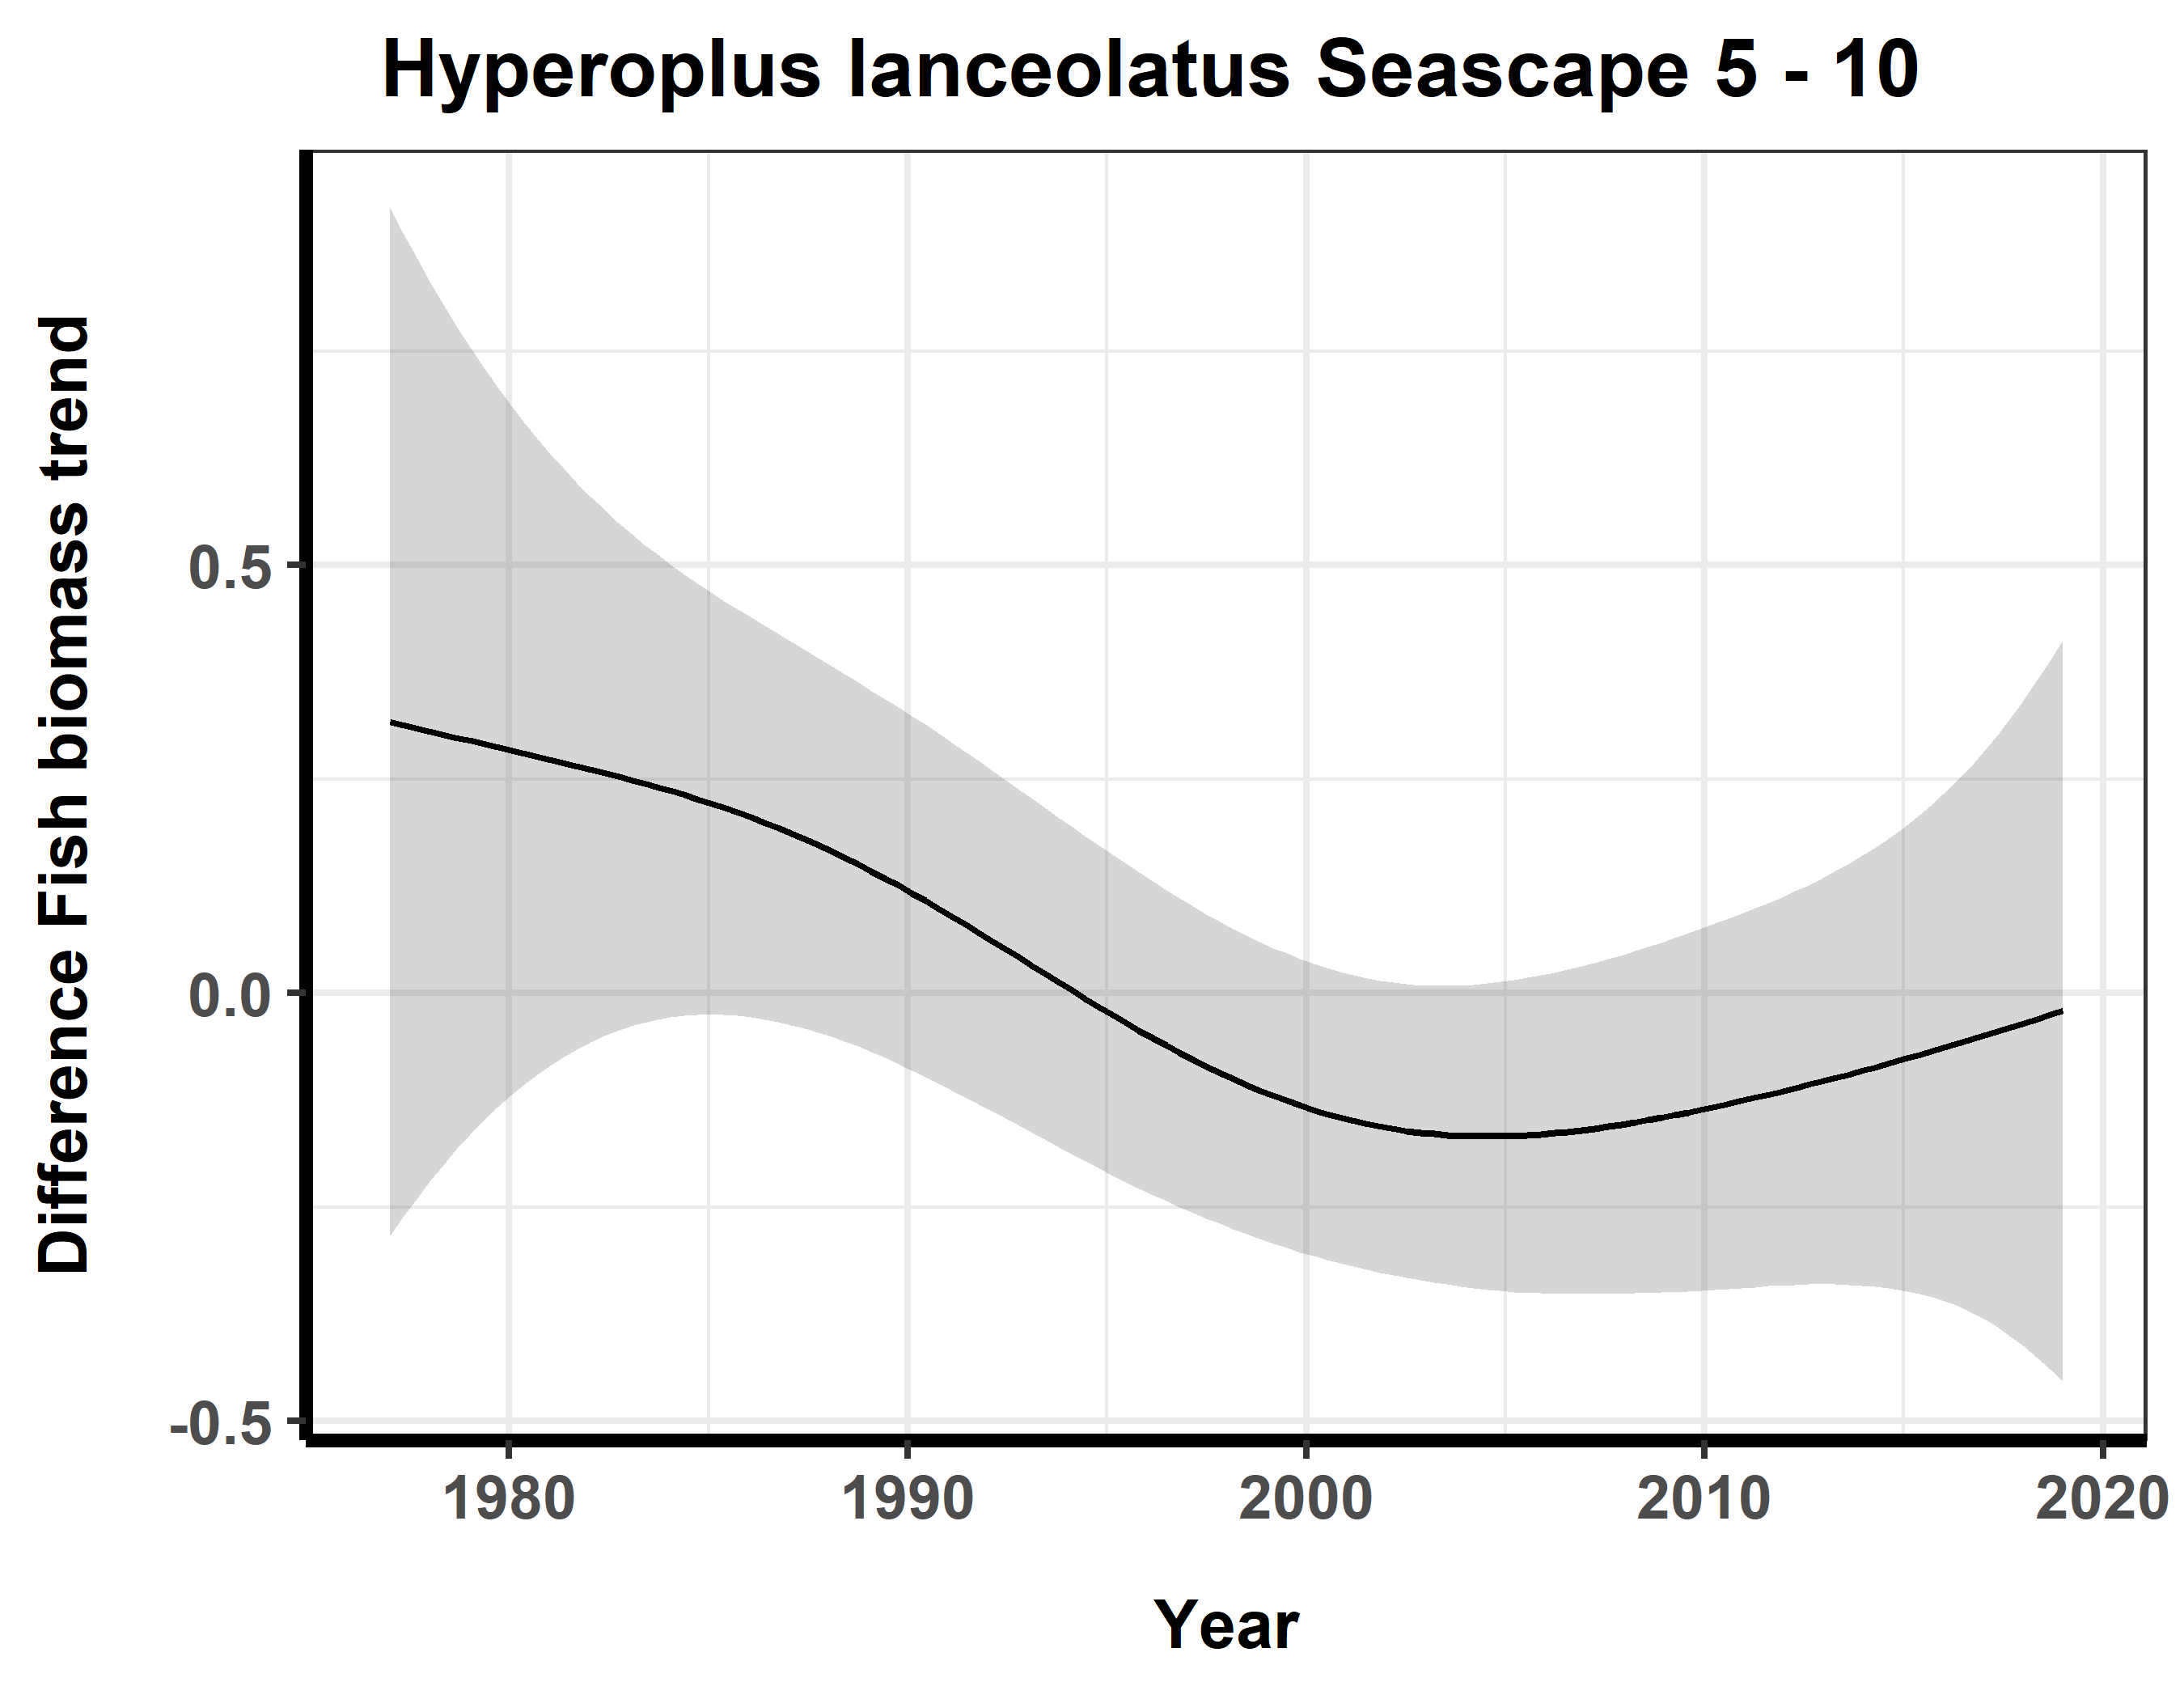 Hyperoplus lanceolatus Seascape 5 - 10
Difference Fish biomass trend
0.5
0.0
-0.5
1980 1990 2000 2010 2020
Year